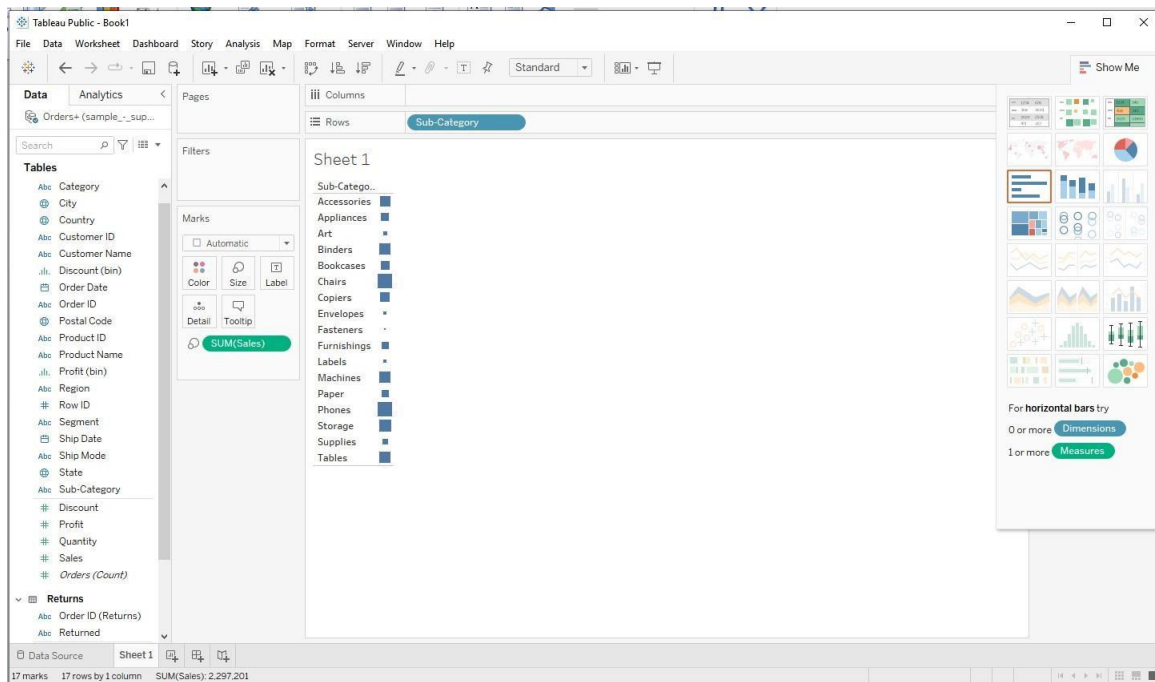 Tableau Public - Book1
File Data Worksheet Dashboard Story Analysis Map Format Server Window Help
Standard
Show Me
Data Analytics
Orders+ (sample_-_sup...
Search
Tables
Abc Category
City
Country
Abc Customer ID
Abc Customer Name
Discount (bin)
Order Date
Abc Order ID
Postal Code
Abc Product ID
Abc Product Name
Profit (bin)
Abc Region
# Row ID
Abc Segment
Ship Date
Abc Ship Mode
State
Abc Sub-Category
# Discount
# Profit
# Quantity
# Sales
# Orders (Count)
Returns
Abc Order ID (Returns)
Abc Returned
Pages
Filters
Marks
Automatic
Color Size Label
Detail Tooltip
SUM(Sales)
Columns
Rows Sub-Category
Sheet 1
Sub-Catego..
Accessories
Appliances
Art
Binders
Bookcases
Chairs
Copiers
Envelopes
Fasteners
Furnishings
Labels
Machines
Paper
Phones
Storage
Supplies
Tables
For horizontal bars try
0 or more Dimensions
1 or more Measures
Data Source Sheet 1
17 marks 17 rows by 1 column SUM(Sales): 2,297,201